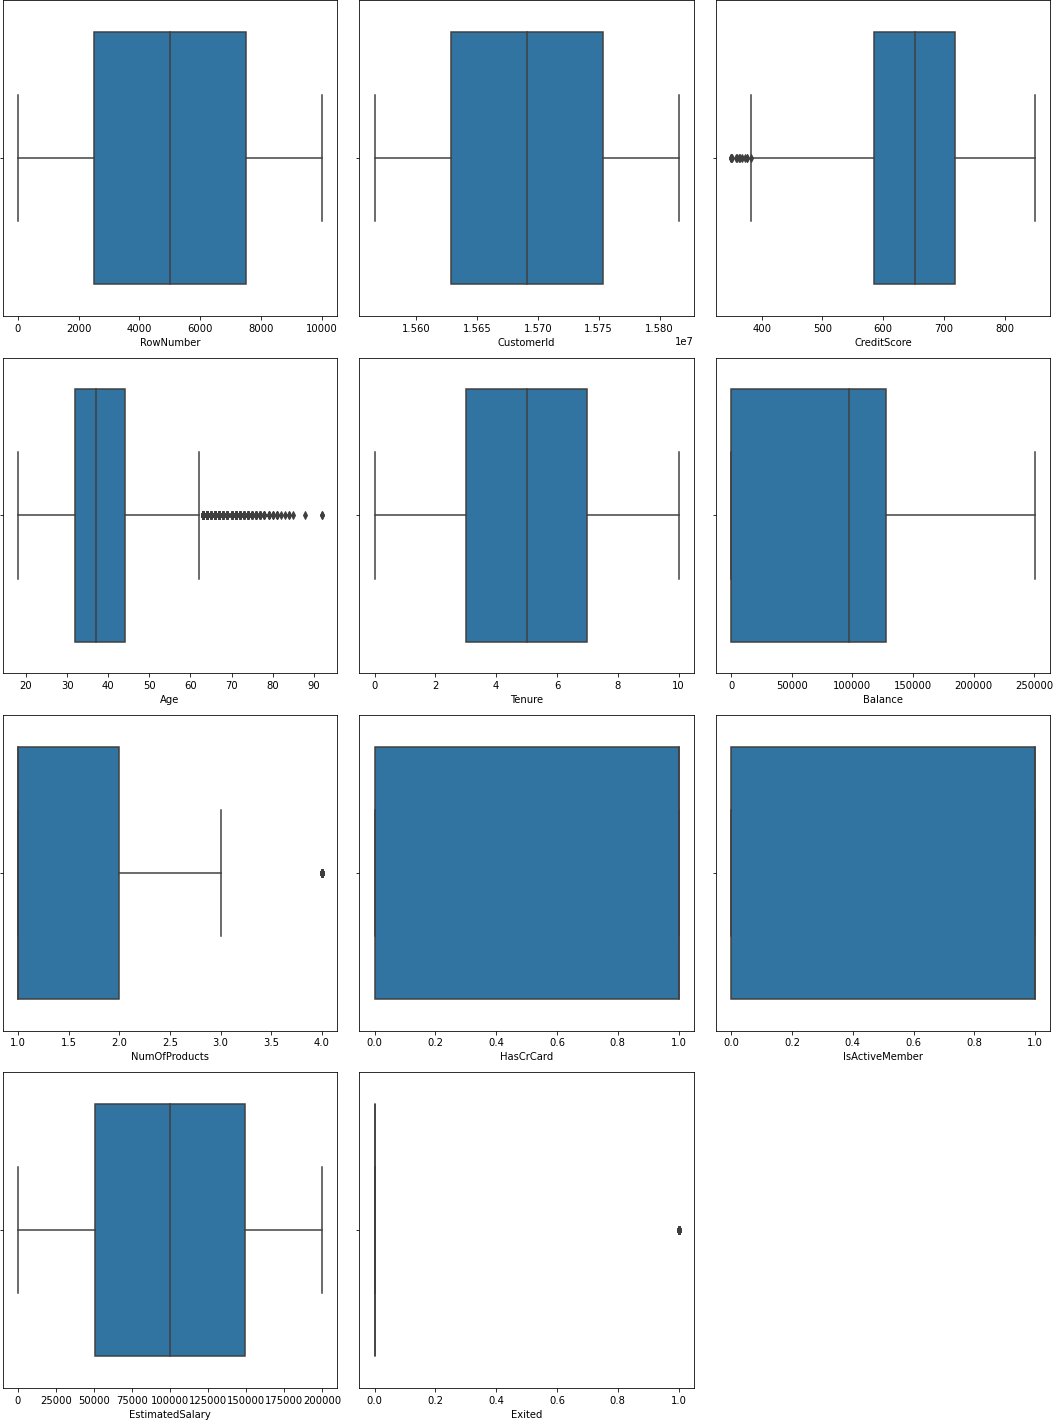 0 2000 4000 6000 8000 10000
RowNumber
1.560 1.565 1.570 1.575 1.580
1e7
CustomerId
400 500 600 700 800
CreditScore
20 30 40 50 60 70 80 90
Age
0 2 4 6 8 10
Tenure
0 50000 100000 150000 200000 250000
Balance
1.0 1.5 2.0 2.5 3.0 3.5 4.0
NumOfProducts
0.0 0.2 0.4 0.6 0.8 1.0
HasCrCard
0.0 0.2 0.4 0.6 0.8 1.0
IsActiveMember
0 25000 50000 75000 100000 125000 150000 175000 200000
EstimatedSalary
0.0 0.2 0.4 0.6 0.8 1.0
Exited